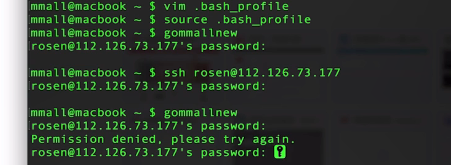 mmall@macbook ~ $ vim .bash_profile
mmall@macbook ~ $ source .bash_profile
mmall@macbook ~ $ gommallnew
rosen@112.126.73.177's password:
mmall@macbook ~ $ ssh rosen@112.126.73.177
rosen@112.126.73.177's password:
mmall@macbook ~ $ gommallnew
rosen@112.126.73.177's password:
Permission denied, please try again.
rosen@112.126.73.177's password: